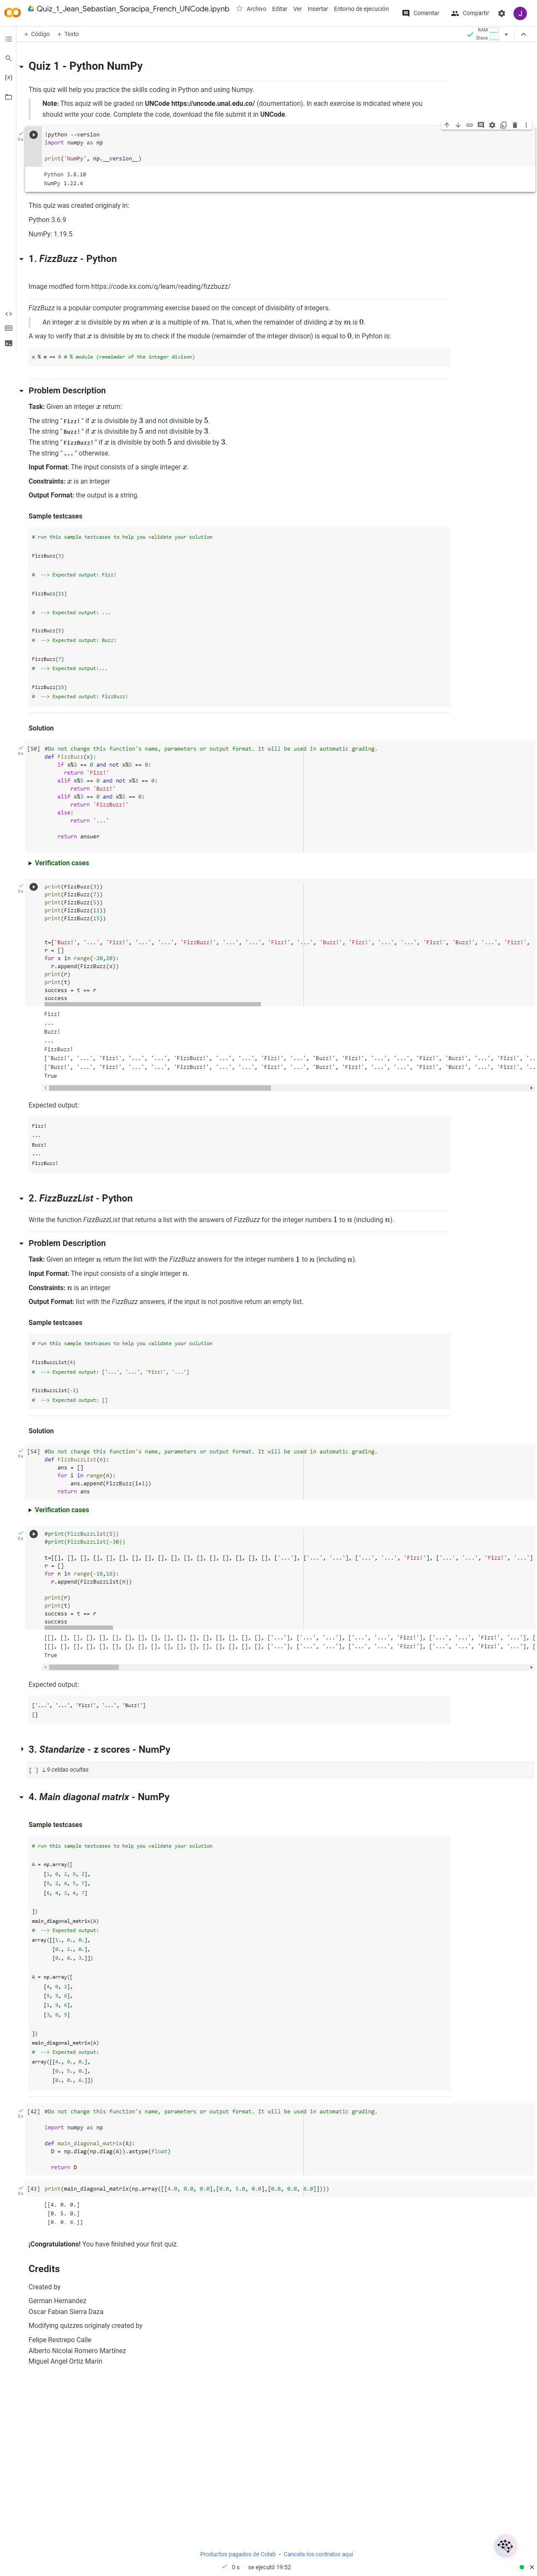 Quiz_1_Jean_Sebastian_Soracipa_French_UNCode.ipynb
Archivo Editar Ver Insertar Entorno de ejecución
Comentar Compartir J
+ Código + Texto
RAM
Disco
Quiz 1 - Python NumPy
This quiz will help you practice the skills coding in Python and using Numpy.
Note: This aquiz will be graded on UNCode https://uncode.unal.edu.co/ (doumentation). In each exercise is indicated where you
should write your code. Complete the code, download the file submit it in UNCode.
!python --version
import numpy as np
print('NumPy', np.__version__)
Python 3.8.10
NumPy 1.22.4
This quiz was created originaly in:
Python 3.6.9
NumPy: 1.19.5
1. FizzBuzz - Python
Image modfied form https://code.kx.com/q/learn/reading/fizzbuzz/
FizzBuzz is a popular computer programming exercise based on the concept of divisibility of integers.
An integer x is divisible by m when x is a multiple of m. That is, when the remainder of dividing x by m is 0.
A way to verify that x is divisible by m to check if the module (remainder of the integer divison) is equal to 0, in Pyhton is:
x % m == 0 # % module (remaimder of the integer divison)
Problem Description
Task: Given an integer x return:
The string "Fizz!" if x is divisible by 3 and not divisible by 5.
The string "Buzz!" if x is divisible by 5 and not divisible by 3.
The string "FizzBuzz!" if x is divisible by both 5 and divisible by 3.
The string "..." otherwise.
Input Format: The input consists of a single integer x.
Constraints: x is an integer
Output Format: the output is a string.
Sample testcases
# run this sample testcases to help you validate your solution
FizzBuzz(3)
# --> Expected output: Fizz!
FizzBuzz(11)
# --> Expected output: ...
FizzBuzz(5)
# --> Expected output: Buzz!
FizzBuzz(7)
# --> Expected output:...
FizzBuzz(15)
# --> Expected output: FizzBuzz!
Solution
[50] #Do not change this function's name, parameters or output format. It will be used in automatic grading.
def FizzBuzz(x):
if x%3 == 0 and not x%5 == 0:
return 'Fizz!'
elif x%5 == 0 and not x%3 == 0:
return 'Buzz!'
elif x%3 == 0 and x%5 == 0:
return 'FizzBuzz!'
else:
return '...'
return answer
Verification cases
print(FizzBuzz(3))
print(FizzBuzz(7))
print(FizzBuzz(5))
print(FizzBuzz(11))
print(FizzBuzz(15))
t=['Buzz!', '...', 'Fizz!', '...', '...', 'FizzBuzz!', '...', '...', 'Fizz!', '...', 'Buzz!', 'Fizz!', '...', '...', 'Fizz!', 'Buzz!', '...', 'Fizz!',
r = []
for x in range(-20,20):
r.append(FizzBuzz(x))
print(r)
print(t)
success = t == r
success
Fizz!
...
Buzz!
...
FizzBuzz!
['Buzz!', '...', 'Fizz!', '...', '...', 'FizzBuzz!', '...', '...', 'Fizz!', '...', 'Buzz!', 'Fizz!', '...', '...', 'Fizz!', 'Buzz!', '...', 'Fizz!', '..
['Buzz!', '...', 'Fizz!', '...', '...', 'FizzBuzz!', '...', '...', 'Fizz!', '...', 'Buzz!', 'Fizz!', '...', '...', 'Fizz!', 'Buzz!', '...', 'Fizz!', '..
True
Expected output:
Fizz!
...
Buzz!
...
FizzBuzz!
2. FizzBuzzList - Python
Write the function FizzBuzzList that returns a list with the answers of FizzBuzz for the integer numbers 1 to n (including n).
Problem Description
Task: Given an integer n return the list with the FizzBuzz answers for the integer numbers 1 to n (including n).
Input Format: The input consists of a single integer n.
Constraints: n is an integer
Output Format: list with the FizzBuzz answers, if the input is not positive return an empty list.
Sample testcases
# run this sample testcases to help you validate your solution
FizzBuzzList(4)
# --> Expected output: ['...', '...', 'Fizz!', '...']
FizzBuzzList(-1)
# --> Expected output: []
Solution
[54] #Do not change this function's name, parameters or output format. It will be used in automatic grading.
def FizzBuzzList(n):
ans = []
for i in range(n):
ans.append(FizzBuzz(i+1))
return ans
Verification cases
#print(FizzBuzzList(5))
#print(FizzBuzzList(-30))
t=[[], [], [], [], [], [], [], [], [], [], [], [], [], [], [], [], [], ['...'], ['...', '...'], ['...', '...', 'Fizz!'], ['...', '...', 'Fizz!', '...']
r = []
for n in range(-16,16):
r.append(FizzBuzzList(n))
print(r)
print(t)
success = t == r
success
[[], [], [], [], [], [], [], [], [], [], [], [], [], [], [], [], [], ['...'], ['...', '...'], ['...', '...', 'Fizz!'], ['...', '...', 'Fizz!', '...'], [
[[], [], [], [], [], [], [], [], [], [], [], [], [], [], [], [], [], ['...'], ['...', '...'], ['...', '...', 'Fizz!'], ['...', '...', 'Fizz!', '...'], [
True
Expected output:
['...', '...', 'Fizz!', '...', 'Buzz!']
[]
3. Standarize - z scores - NumPy
[ ] ↳ 9 celdas ocultas
4. Main diagonal matrix - NumPy
Sample testcases
# run this sample testcases to help you validate your solution
A = np.array([
[1, 0, 2, 9, 2],
[9, 2, 6, 5, 7],
[6, 4, 3, 4, 7]
])
main_diagonal_matrix(A)
# --> Expected output:
array([[1., 0., 0.],
[0., 2., 0.],
[0., 0., 3.]])
A = np.array([
[4, 0, 2],
[9, 5, 6],
[1, 9, 6],
[3, 0, 5]
])
main_diagonal_matrix(A)
# --> Expected output:
array([[4., 0., 0.],
[0., 5., 0.],
[0., 0., 6.]])
[42] #Do not change this function's name, parameters or output format. It will be used in automatic grading.
import numpy as np
def main_diagonal_matrix(A):
D = np.diag(np.diag(A)).astype(float)
return D
[43] print(main_diagonal_matrix(np.array([[4.0, 0.0, 0.0],[0.0, 5.0, 0.0],[0.0, 0.0, 6.0]])))
[[4. 0. 0.]
[0. 5. 0.]
[0. 0. 6.]]
¡Congratulations! You have finished your first quiz.
Credits
Created by
German Hernandez
Oscar Fabian Sierra Daza
Modifying quizzes originaly created by
Felipe Restrepo Calle
Alberto Nicolai Romero Martínez
Miguel Angel Ortiz Marín
Productos pagados de Colab - Cancela los contratos aquí
0 s se ejecutó 19:52